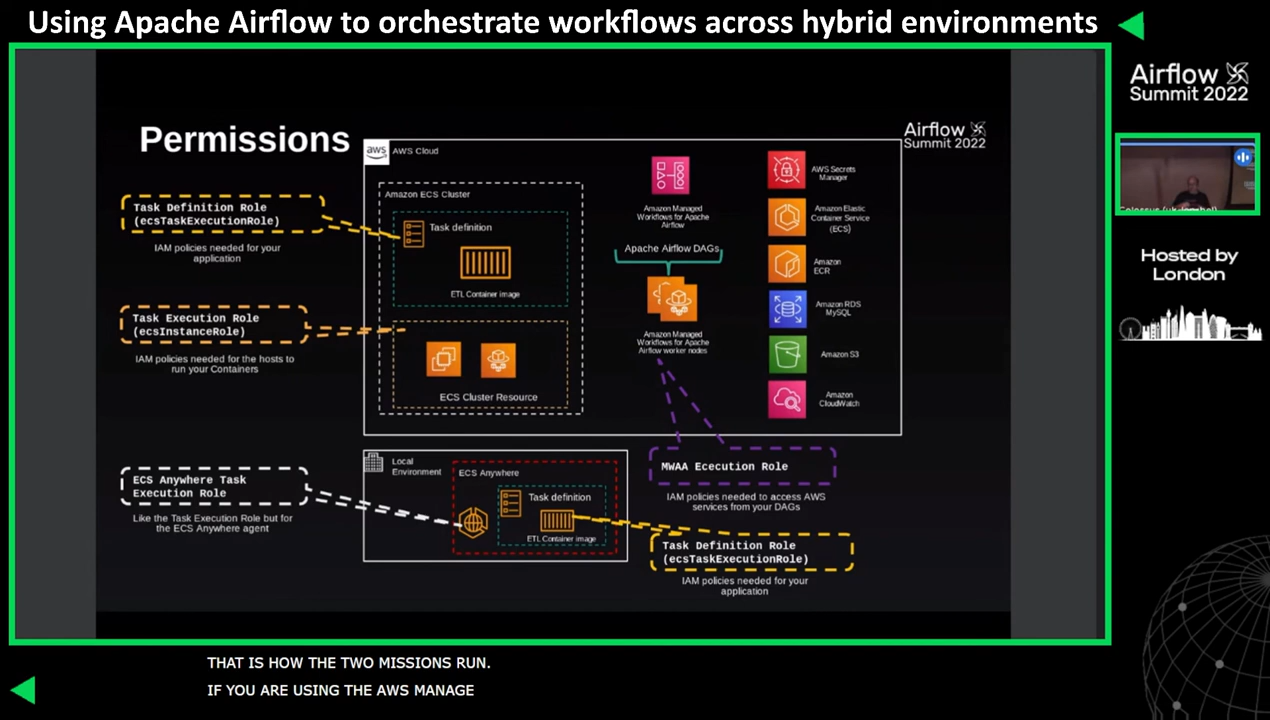 Using Apache Airflow to orchestrate workflows across hybrid environments
Airflow
Summit 2022
Permissions
Airflow
Summit 2022
aws
AWS Cloud
Amazon ECS Cluster
Task definition
ETL Container image
ECS Cluster Resource
Task Definition Role
(ecsTaskExecutionRole)
IAM policies needed for your
application
Task Execution Role
(ecsInstanceRole)
IAM policies needed for the hosts to
run your Containers
Amazon Managed
Workflows for Apache
Airflow
Apache Airflow DAGs
Amazon Managed
Workflows for Apache
Airflow worker nodes
AWS Secrets
Manager
Amazon Elastic
Container Service
(ECS)
Amazon
ECR
Amazon RDS
MySQL
Amazon S3
Amazon
CloudWatch
ECS Anywhere Task
Execution Role
Like the Task Execution Role but for
the ECS Anywhere agent
Local
Environment
ECS Anywhere
Task definition
ETL Container image
MWAA Ececution Role
IAM policies needed to access AWS
services from your DAGs
Task Definition Role
(ecsTaskExecutionRole)
IAM policies needed for your
application
Hosted by
London
THAT IS HOW THE TWO MISSIONS RUN.
IF YOU ARE USING THE AWS MANAGE